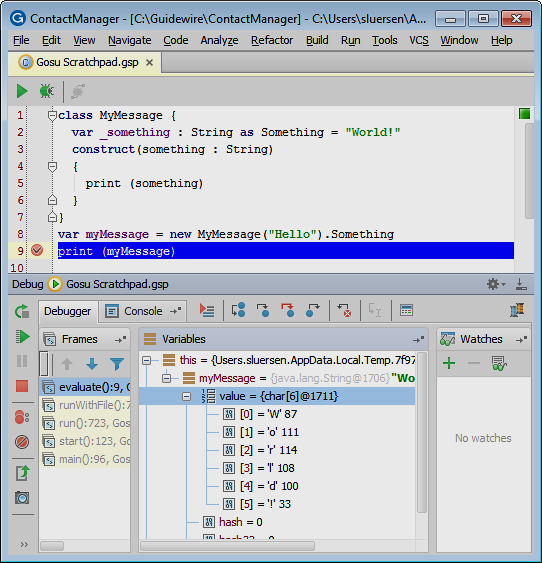 ContactManager - [C:\Guidewire\ContactManager] - C:\Users\sluersen\A...
File Edit View Navigate Code Analyze Refactor Build Run Tools VCS Window Help
Gosu Scratchpad.gsp
1 class MyMessage {
2 var _something : String as Something = "World!"
3 construct(something : String)
4 {
5 print (something)
6 }
7 }
8 var myMessage = new MyMessage("Hello").Something
9 print (myMessage)
10
Debug Gosu Scratchpad.gsp
Debugger Console
Frames Variables Watches
this = {Users.sluersen.AppData.Local.Temp.7f97
evaluate():9, Gos
myMessage = {java.lang.String@1706} "Wo
runWithFile():7
value = {char[6]@1711}
run():723, Gos
[0] = 'W' 87
start():123, Gos
[1] = 'o' 111
main():96, Gos
[2] = 'r' 114
[3] = 'l' 108
No watches
[4] = 'd' 100
[5] = '!' 33
hash = 0
hash32 = 0